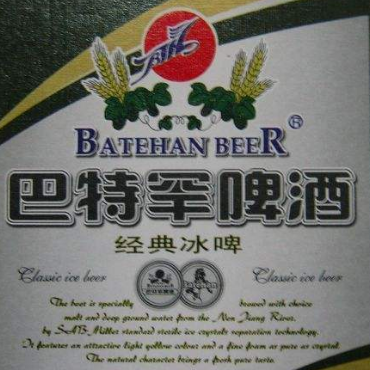 BATEHAN BEER ®
巴特罕啤酒
经典冰啤
Classic ice beer
Classic ice beer
The beer is specially brewed with choice
malt and deep ground water from the Nen Jiang River,
by SAB-Miller standard sterile ice crystals reparation technology.
It features an attractive light yellow colour and a fine foam as pure as crystal.
The natural character brings a fresh pure taste.